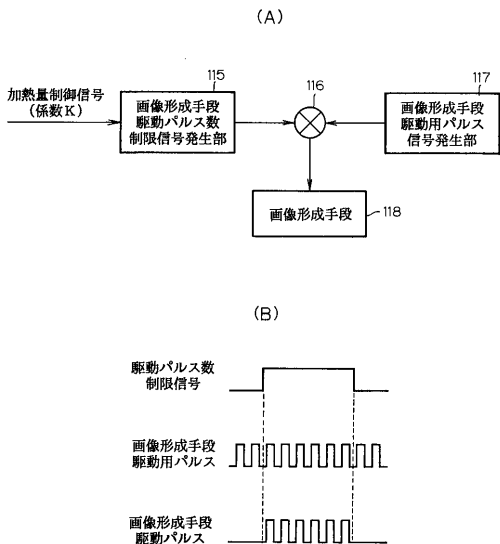 (A)
加熱量制御信号
(係数K)
115
画像形成手段
駆動パルス数
制限信号発生部
116
117
画像形成手段
駆動用パルス
信号発生部
画像形成手段
118
(B)
駆動パルス数
制限信号
画像形成手段
駆動用パルス
画像形成手段
駆動パルス